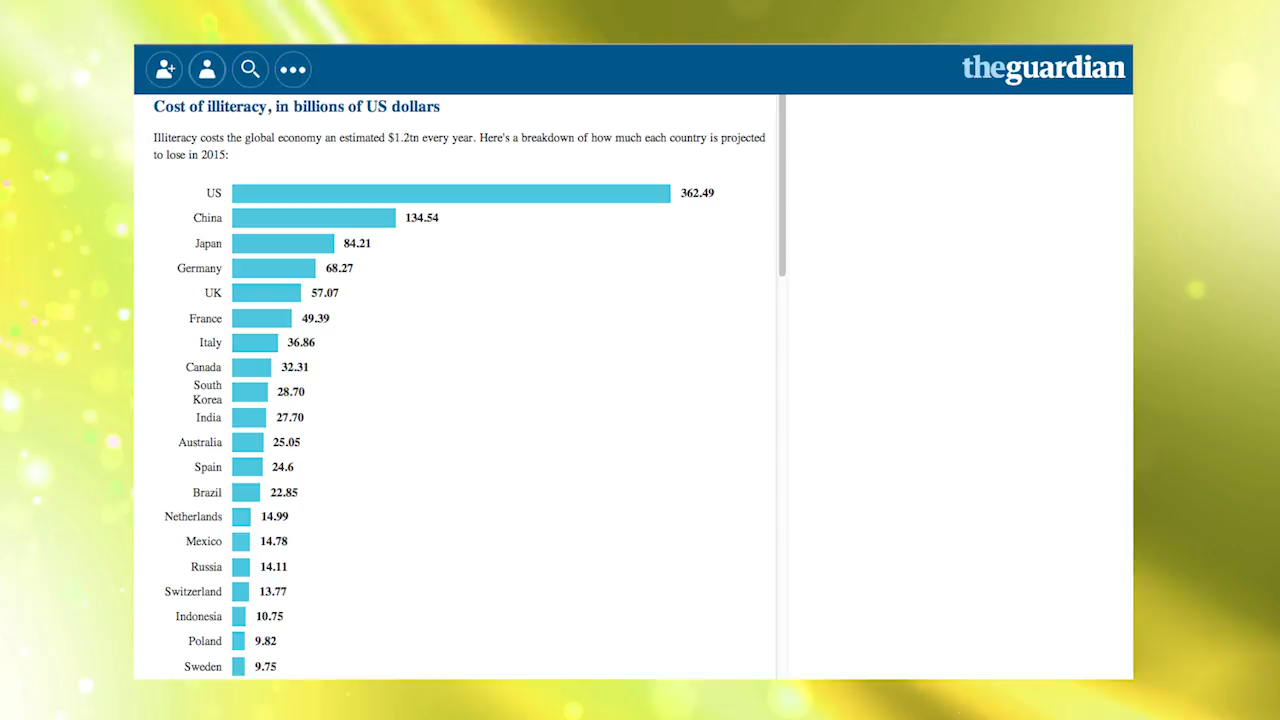 theguardian
Cost of illiteracy, in billions of US dollars
Illiteracy costs the global economy an estimated $1.2tn every year. Here's a breakdown of how much each country is projected
to lose in 2015:
US 362.49
China 134.54
Japan 84.21
Germany 68.27
UK 57.07
France 49.39
Italy 36.86
Canada 32.31
South
Korea 28.70
India 27.70
Australia 25.05
Spain 24.6
Brazil 22.85
Netherlands 14.99
Mexico 14.78
Russia 14.11
Switzerland 13.77
Indonesia 10.75
Poland 9.82
Sweden 9.75